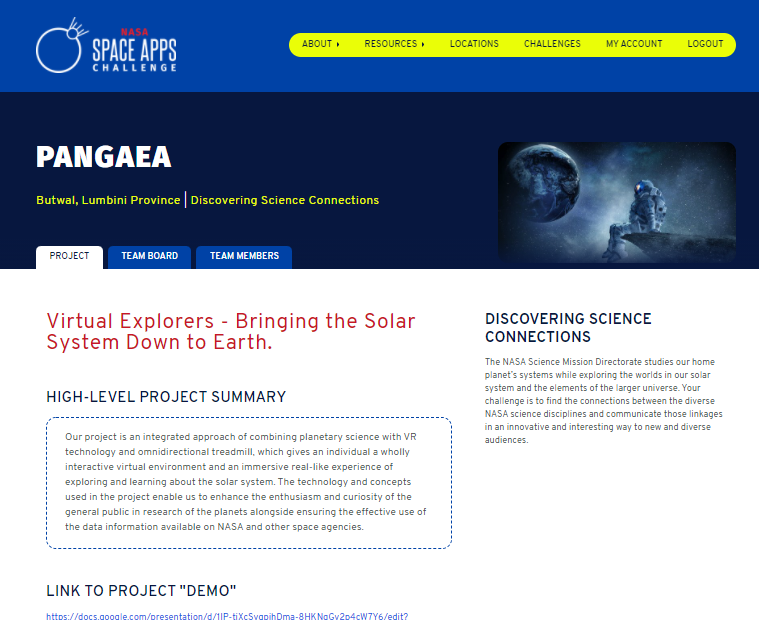 NASA
SPACE APPS
CHALLENGE
ABOUT
RESOURCES
LOCATIONS
CHALLENGES
MY ACCOUNT
LOGOUT
PANGAEA
Butwal, Lumbini Province | Discovering Science Connections
PROJECT
TEAM BOARD
TEAM MEMBERS
Virtual Explorers - Bringing the Solar
System Down to Earth.
HIGH-LEVEL PROJECT SUMMARY
Our project is an integrated approach of combining planetary science with VR
technology and omnidirectional treadmill, which gives an individual a wholly
interactive virtual environment and an immersive real-like experience of
exploring and learning about the solar system. The technology and concepts
used in the project enable us to enhance the enthusiasm and curiosity of the
general public in research of the planets alongside ensuring the effective use of
the data information available on NASA and other space agencies.
LINK TO PROJECT "DEMO"
DISCOVERING SCIENCE
CONNECTIONS
The NASA Science Mission Directorate studies our home
planet's systems while exploring the worlds in our solar
system and the elements of the larger universe. Your
challenge is to find the connections between the diverse
NASA science disciplines and communicate those linkages
in an innovative and interesting way to new and diverse
audiences.